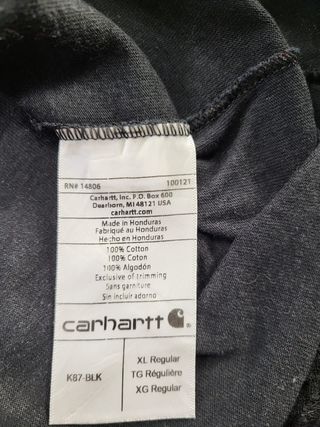 RN# 14806 100121
Carhartt, Inc. P.O. Box 600
Dearborn, MI 48121 USA
carhartt.com
Made in Honduras
Fabriqué au Honduras
Hecho en Honduras
100% Cotton
100% Coton
100% Algodón
Exclusive of trimming
Sans garniture
Sin incluir adorno
carhartt
K87-BLK
XL Regular
TG Régulière
XG Regular